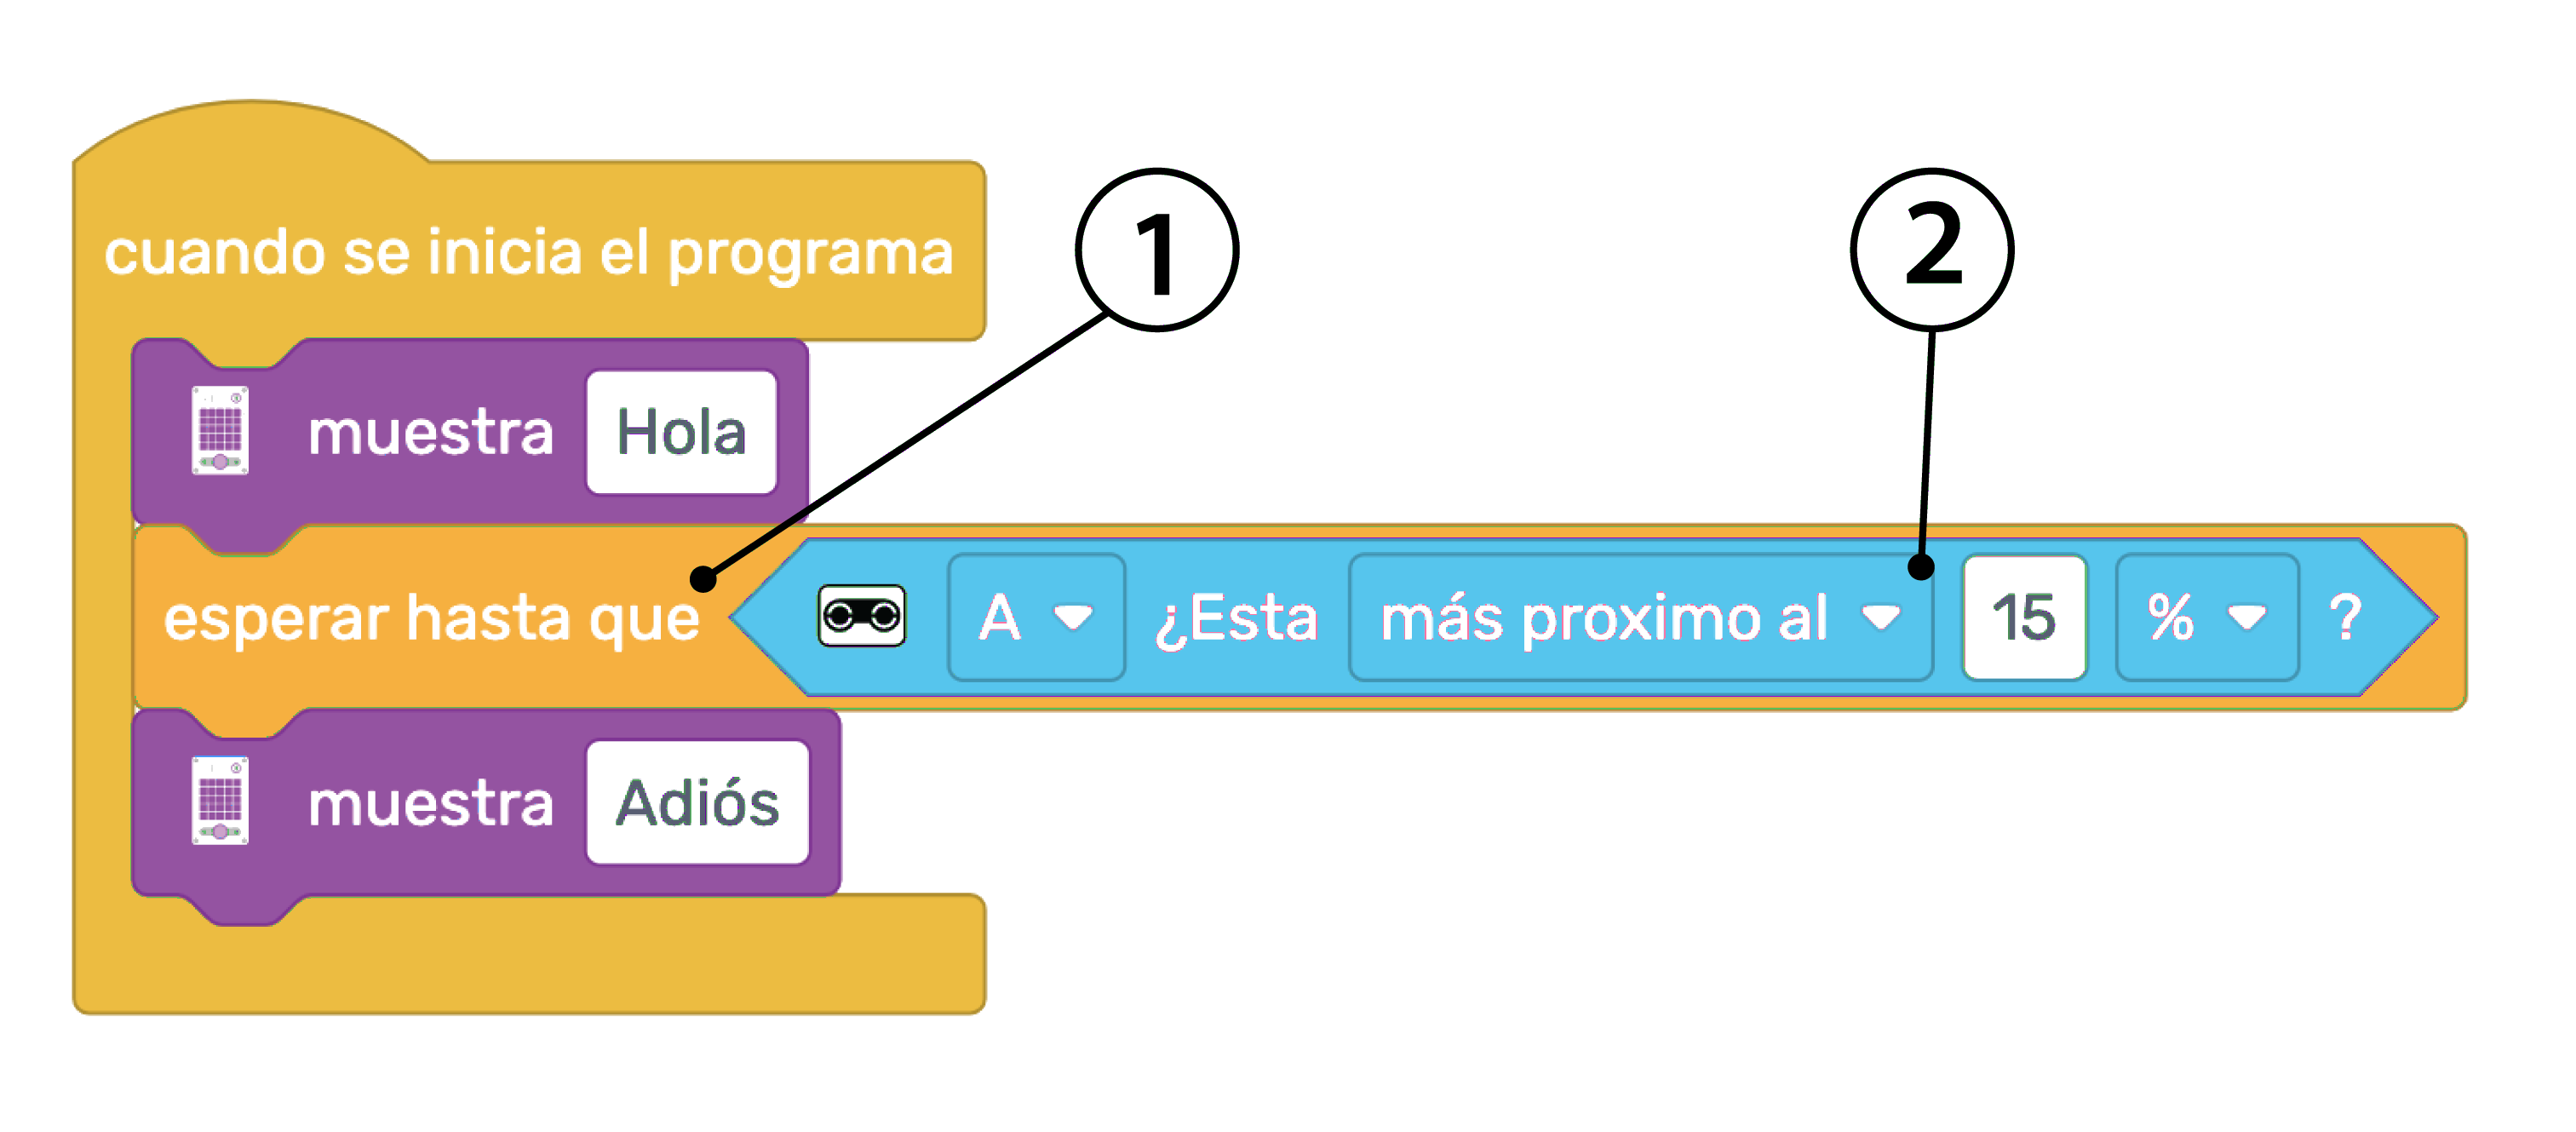 cuando se inicia el programa
1
2
muestra Hola
esperar hasta que A ¿Esta más proximo al 15 % ?
muestra Adiós